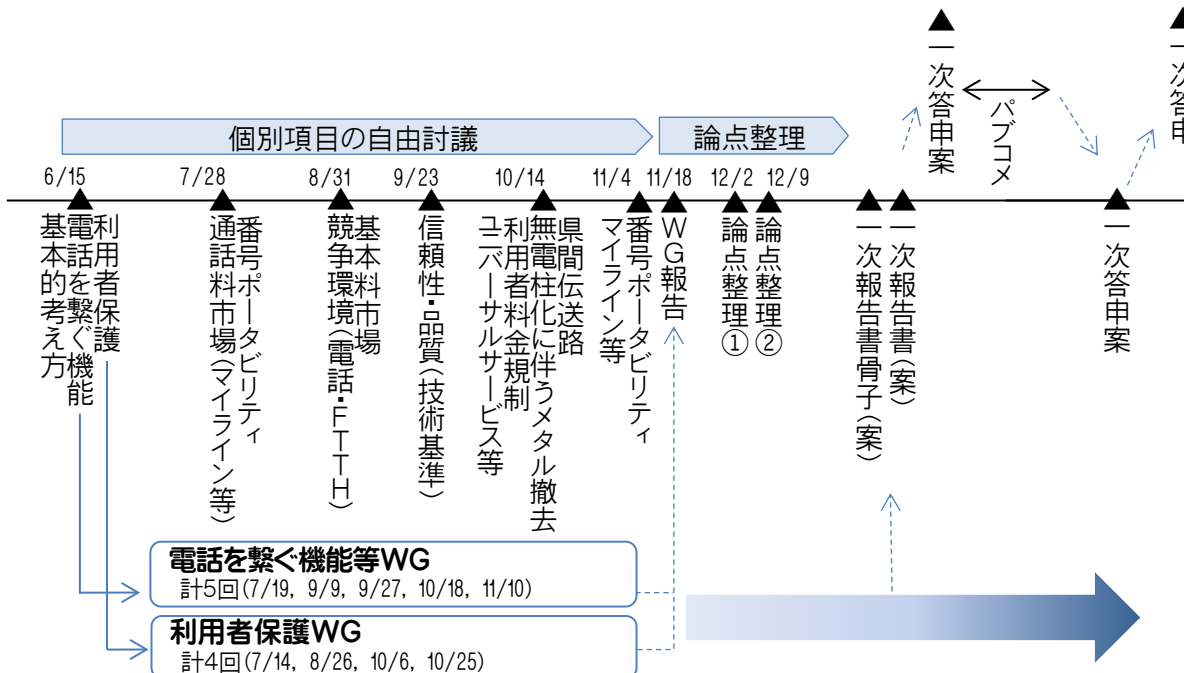 一次答申案
パブコメ
一次答申
個別項目の自由討議
論点整理
6/15
7/28
8/31
9/23
10/14
11/4
11/18
12/2
12/9
利用者保護
電話を繋ぐ機能
基本的考え方
番号ポータビリティ
通話料市場(マイライン等)
基本料市場
競争環境(電話・FTTH)
信頼性・品質(技術基準)
県間伝送路
無電柱化に伴うメタル撤去
利用者料金規制
ユニバーサルサービス等
番号ポータビリティ
マイライン等
WG報告
論点整理①
論点整理②
一次報告書骨子(案)
一次報告書(案)
一次答申案
電話を繋ぐ機能等WG
計5回(7/19, 9/9, 9/27, 10/18, 11/10)
利用者保護WG
計4回(7/14, 8/26, 10/6, 10/25)